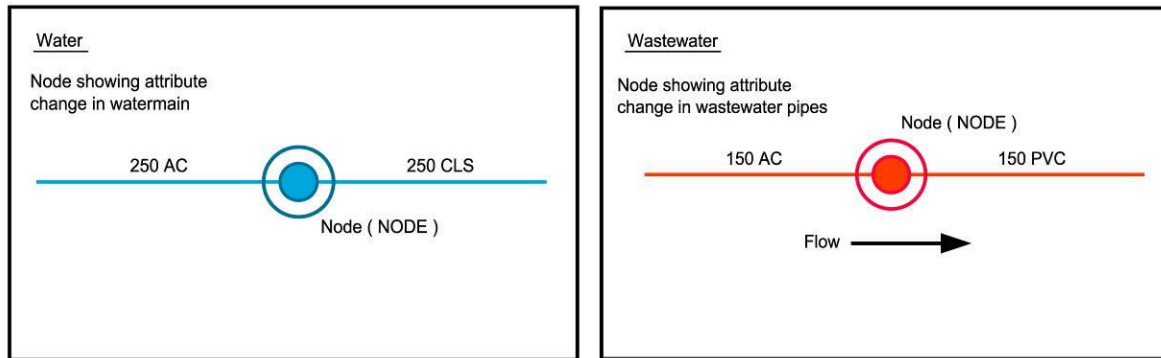 Water
Node showing attribute
change in watermain
250 AC
250 CLS
Node ( NODE )
Wastewater
Node showing attribute
change in wastewater pipes
Node ( NODE )
150 AC
150 PVC
Flow